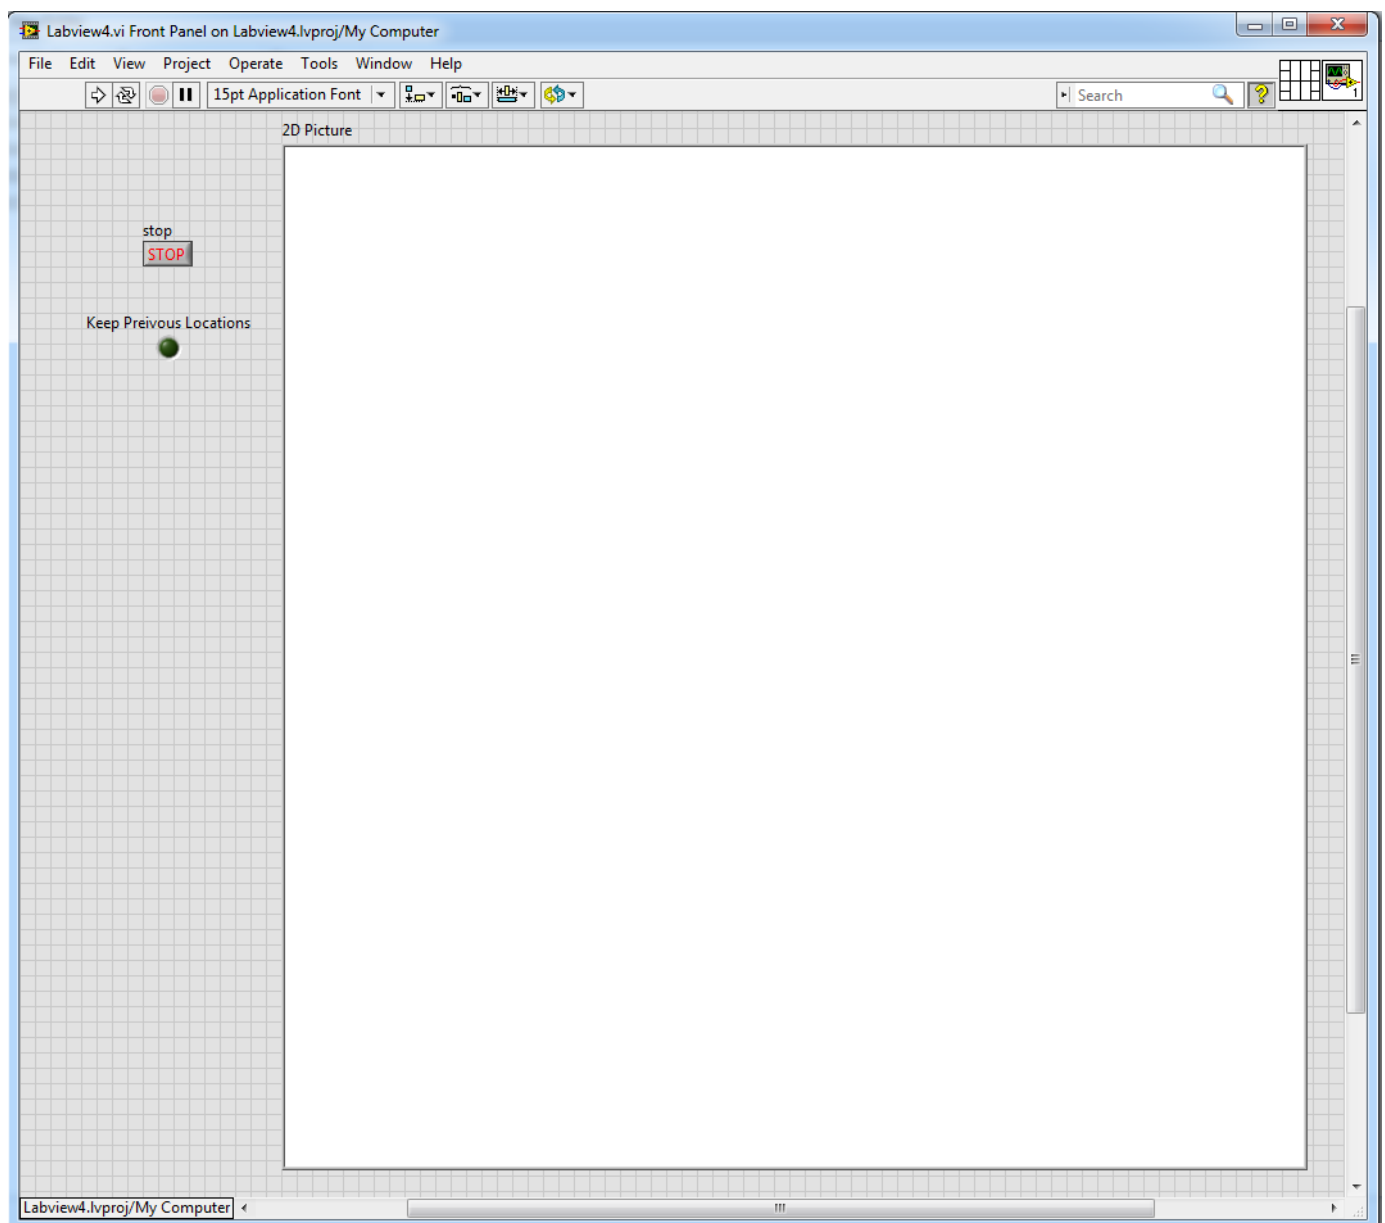 Labview4.vi Front Panel on Labview4.lvproj/My Computer
File Edit View Project Operate Tools Window Help
15pt Application Font
Search
1
2D Picture
stop
STOP
Keep Preivous Locations
Labview4.lvproj/My Computer